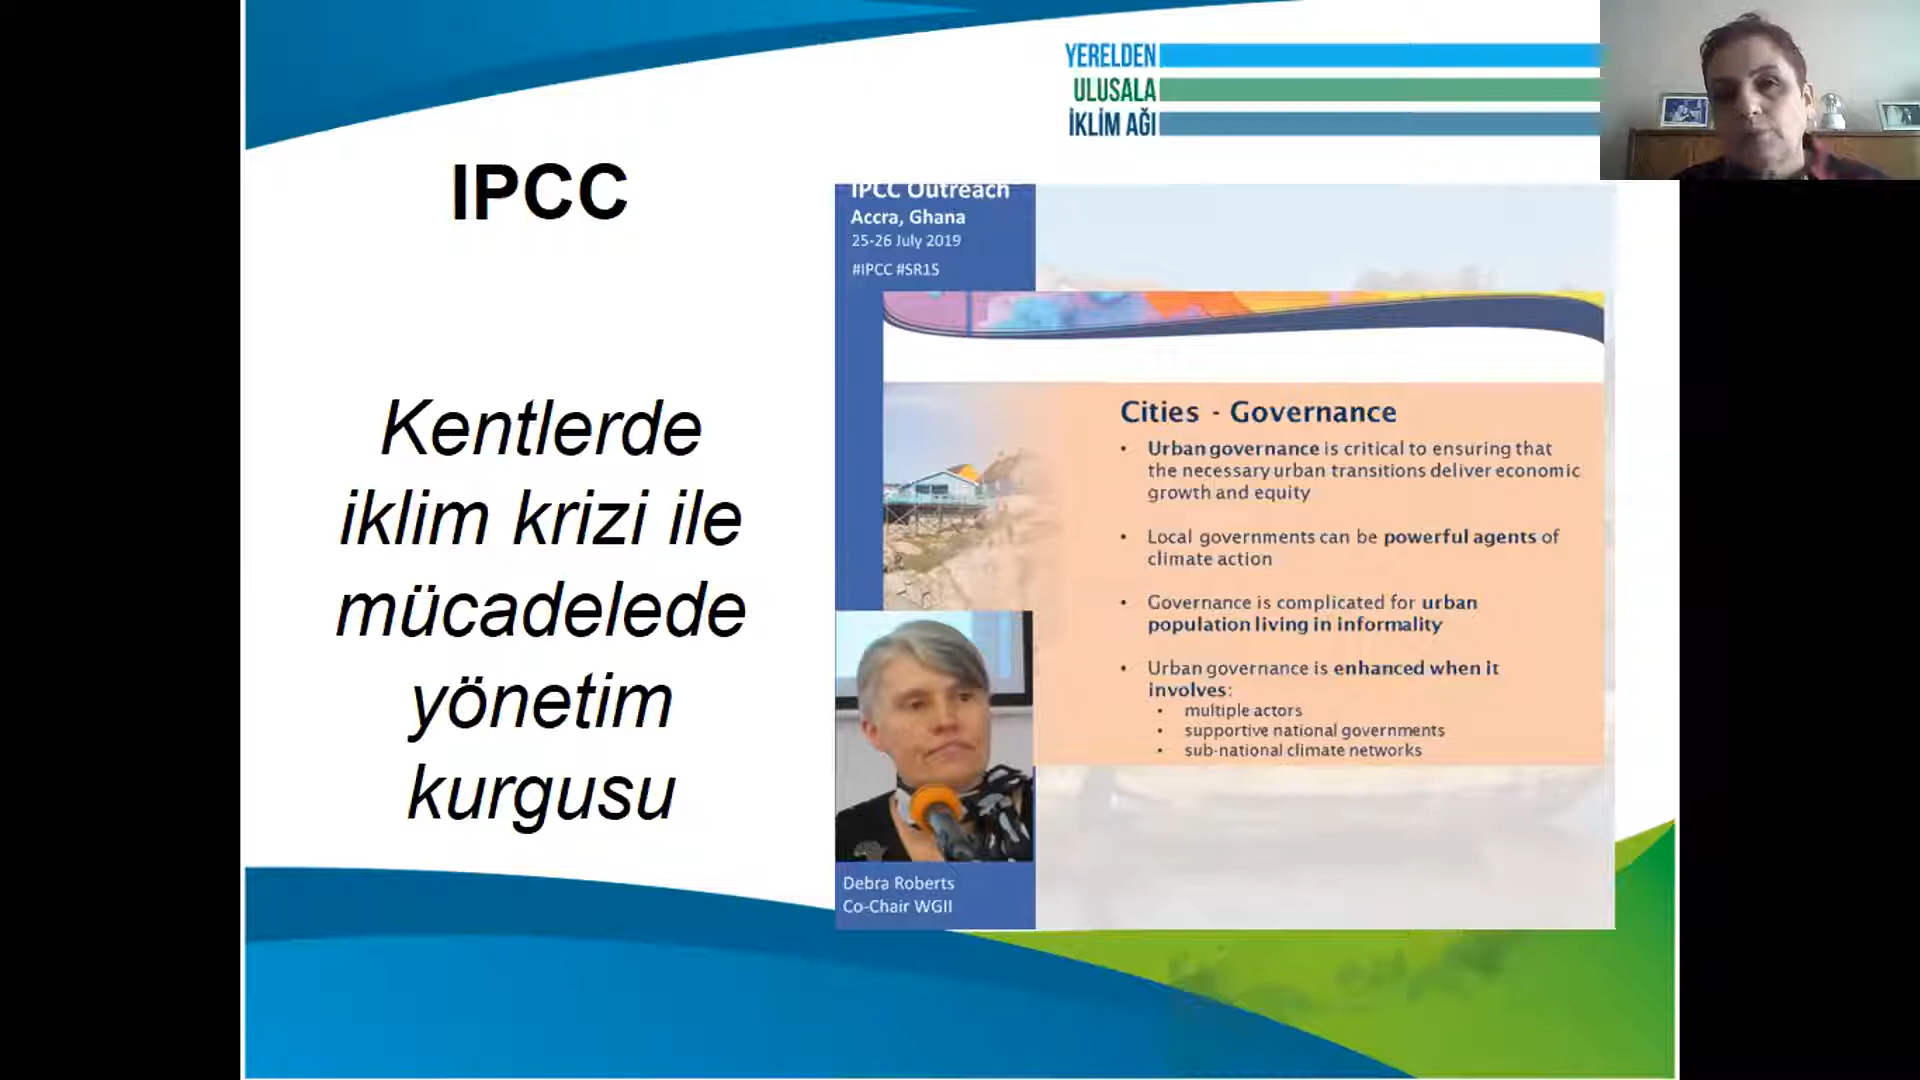 YERELDEN
ULUSALA
İKLİM AĞI
IPCC
Kentlerde
iklim krizi ile
mücadelede
yönetim
kurgusu
IPCC Outreach
Accra, Ghana
25-26 July 2019
#IPCC #SR15
Cities - Governance
• Urban governance is critical to ensuring that
the necessary urban transitions deliver economic
growth and equity
• Local governments can be powerful agents of
climate action
• Governance is complicated for urban
population living in informality
• Urban governance is enhanced when it
involves:
• multiple actors
• supportive national governments
• sub-national climate networks
Debra Roberts
Co-Chair WGII